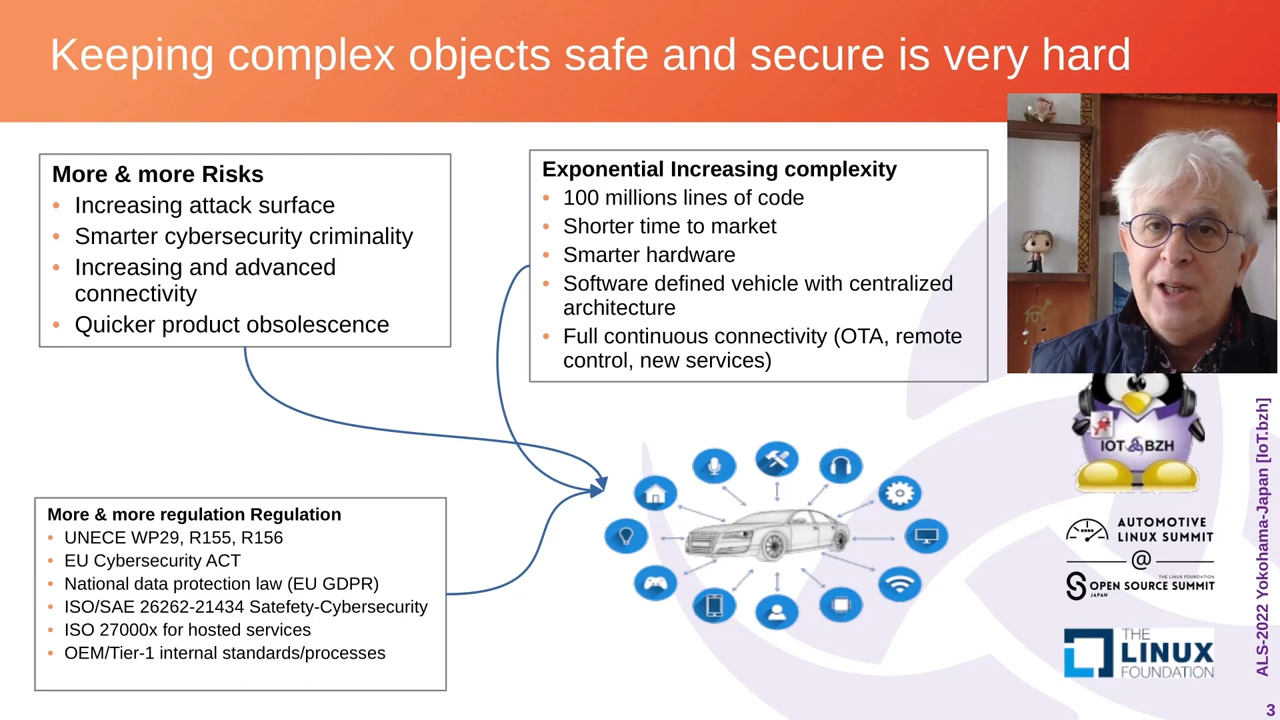 Keeping complex objects safe and secure is very hard
More & more Risks
• Increasing attack surface
• Smarter cybersecurity criminality
• Increasing and advanced
connectivity
• Quicker product obsolescence
Exponential Increasing complexity
• 100 millions lines of code
• Shorter time to market
• Smarter hardware
• Software defined vehicle with centralized
architecture
• Full continuous connectivity (OTA, remote
control, new services)
More & more regulation Regulation
• UNECE WP29, R155, R156
• EU Cybersecurity ACT
• National data protection law (EU GDPR)
• ISO/SAE 26262-21434 Satefety-Cybersecurity
• ISO 27000x for hosted services
• OEM/Tier-1 internal standards/processes
IOT BZH
AUTOMOTIVE
LINUX SUMMIT
@
THE LINUX FOUNDATION
OPEN SOURCE SUMMIT
JAPAN
THE
LINUX
FOUNDATION
ALS-2022 Yokohama-Japan [IoT.bzh]
3